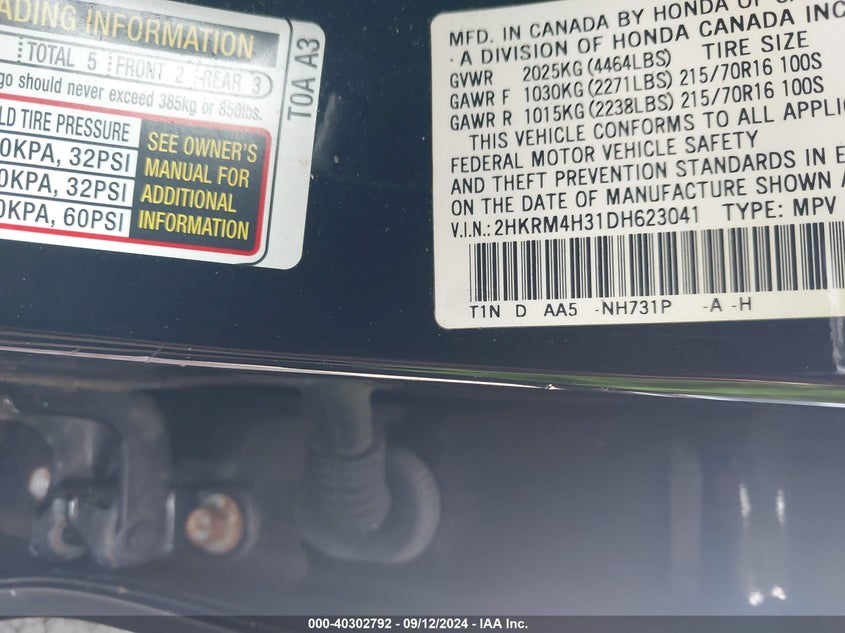 ADING INFORMATION
TOTAL 5 FRONT 2 REAR 3
go should never exceed 385kg or 850lbs.
LD TIRE PRESSURE
0KPA, 32PSI
0KPA, 32PSI
0KPA, 60PSI
SEE OWNER'S
MANUAL FOR
ADDITIONAL
INFORMATION
T0A A3
MFD. IN CANADA BY HONDA OF
· A DIVISION OF HONDA CANADA INC
GVWR 2025KG (4464LBS) TIRE SIZE
GAWR F 1030KG (2271LBS) 215/70R16 100S
GAWR R 1015KG (2238LBS) 215/70R16 100S
THIS VEHICLE CONFORMS TO ALL APPLI
FEDERAL MOTOR VEHICLE SAFETY
AND THEFT PREVENTION STANDARDS IN E
ON THE DATE OF MANUFACTURE SHOWN A
V.I.N.: 2HKRM4H31DH623041 TYPE: MPV
T1N D AA5 -NH731P -A -H
000-40302792 - 09/12/2024 - IAA Inc.